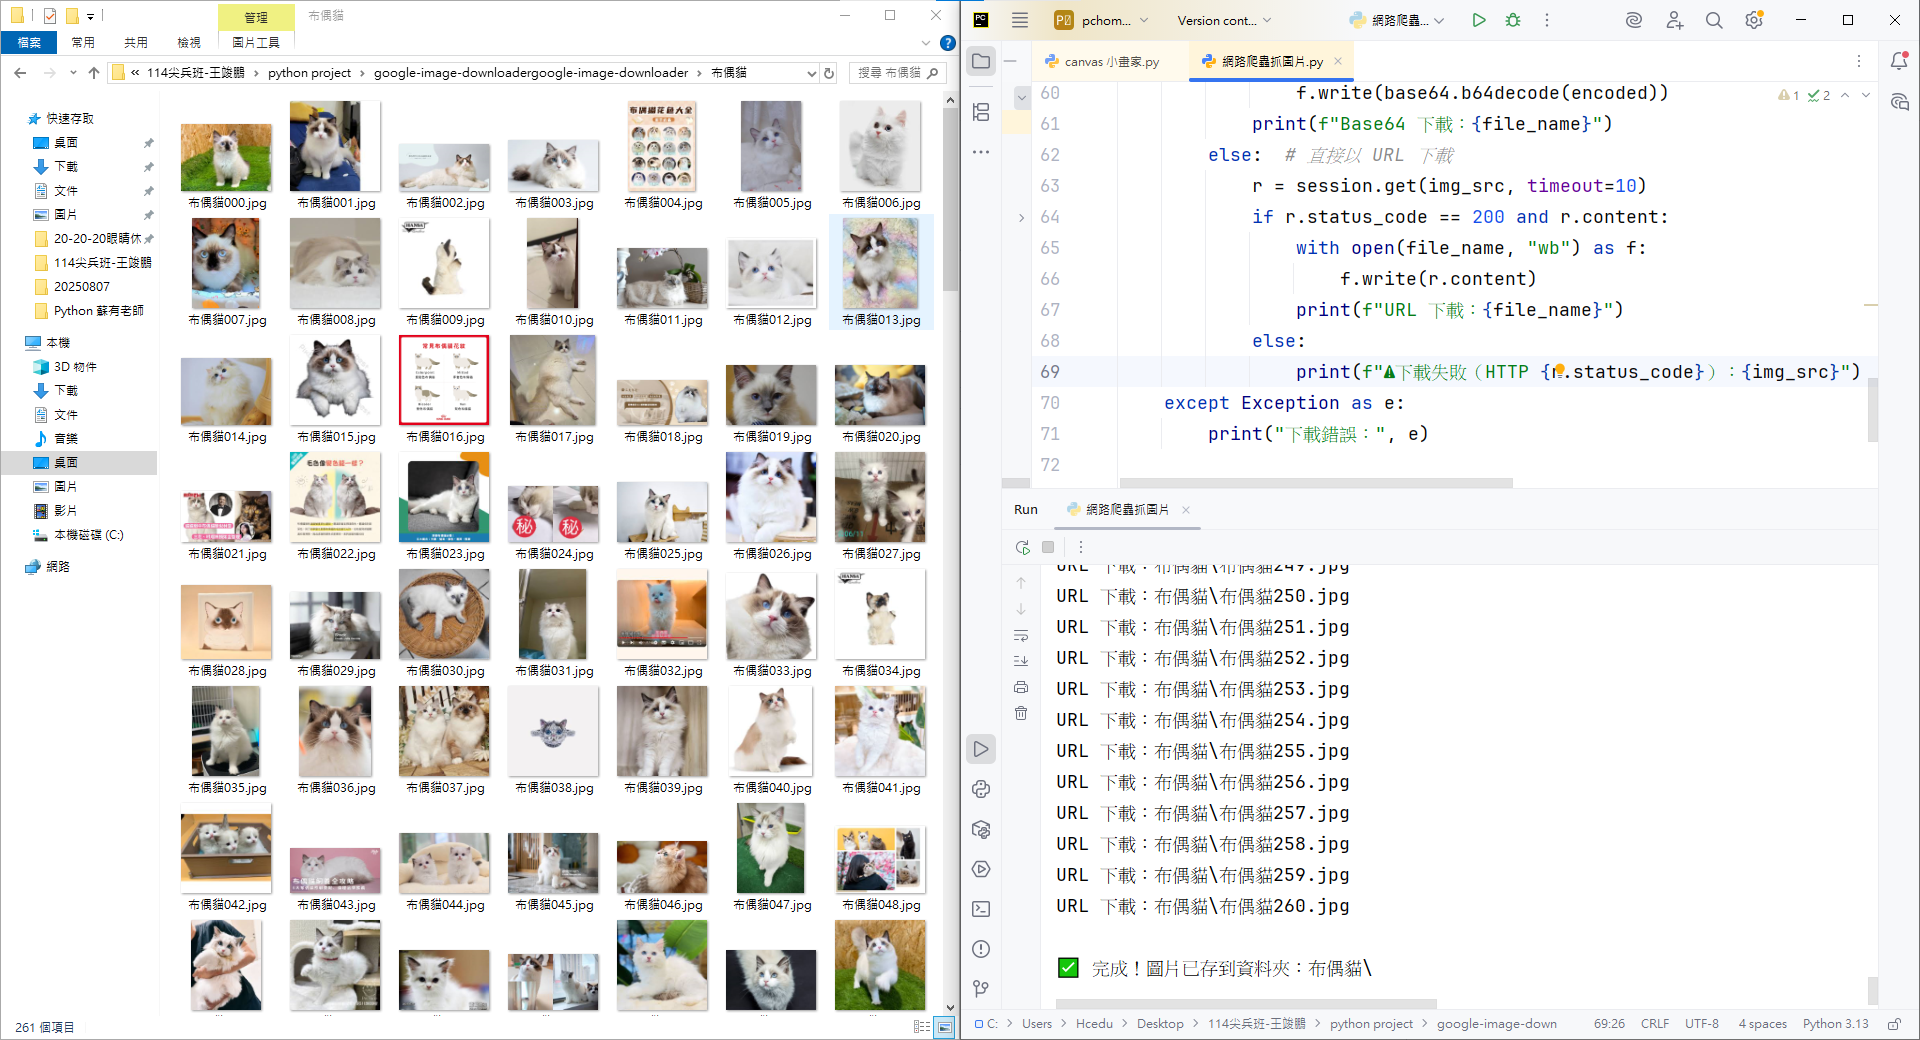 管理
布偶貓
檔案
常用
共用
檢視
圖片工具
« 114尖兵班-王竣鵬 › python project › google-image-downloadergoogle-image-downloader › 布偶貓
搜尋 布偶貓
快速存取
桌面
下載
文件
圖片
20-20-20眼睛休
114尖兵班-王竣鵬
20250807
Python 蘇有老師
本機
3D 物件
下載
文件
音樂
桌面
圖片
影片
本機磁碟 (C:)
網路
布偶貓花色大全
布偶貓000.jpg
布偶貓001.jpg
布偶貓002.jpg
布偶貓003.jpg
布偶貓004.jpg
布偶貓005.jpg
布偶貓006.jpg
布偶貓007.jpg
布偶貓008.jpg
布偶貓009.jpg
布偶貓010.jpg
布偶貓011.jpg
布偶貓012.jpg
布偶貓013.jpg
常見布偶貓花紋
布偶貓014.jpg
布偶貓015.jpg
布偶貓016.jpg
布偶貓017.jpg
布偶貓018.jpg
布偶貓019.jpg
布偶貓020.jpg
毛色像變色龍一樣？
秘 秘
布偶貓021.jpg
布偶貓022.jpg
布偶貓023.jpg
布偶貓024.jpg
布偶貓025.jpg
布偶貓026.jpg
布偶貓027.jpg
布偶貓028.jpg
布偶貓029.jpg
布偶貓030.jpg
布偶貓031.jpg
布偶貓032.jpg
布偶貓033.jpg
布偶貓034.jpg
布偶貓035.jpg
布偶貓036.jpg
布偶貓037.jpg
布偶貓038.jpg
布偶貓039.jpg
布偶貓040.jpg
布偶貓041.jpg
布偶貓042.jpg
布偶貓043.jpg
布偶貓044.jpg
布偶貓045.jpg
布偶貓046.jpg
布偶貓047.jpg
布偶貓048.jpg
261 個項目
PC
pchom...
Version cont...
網路爬蟲...
canvas 小畫家.py
網路爬蟲抓圖片.py
1
2
60 f.write(base64.b64decode(encoded))
61 print(f"Base64 下載：{file_name}")
62 else:  # 直接以 URL 下載
63 r = session.get(img_src, timeout=10)
64 if r.status_code == 200 and r.content:
65 with open(file_name, "wb") as f:
66 f.write(r.content)
67 print(f"URL 下載：{file_name}")
68 else:
69 print(f"⚠下載失敗（HTTP {r.status_code}）：{img_src}")
70 except Exception as e:
71 print("下載錯誤：", e)
72
Run
網路爬蟲抓圖片
URL 下載：布偶貓\布偶貓249.jpg
URL 下載：布偶貓\布偶貓250.jpg
URL 下載：布偶貓\布偶貓251.jpg
URL 下載：布偶貓\布偶貓252.jpg
URL 下載：布偶貓\布偶貓253.jpg
URL 下載：布偶貓\布偶貓254.jpg
URL 下載：布偶貓\布偶貓255.jpg
URL 下載：布偶貓\布偶貓256.jpg
URL 下載：布偶貓\布偶貓257.jpg
URL 下載：布偶貓\布偶貓258.jpg
URL 下載：布偶貓\布偶貓259.jpg
URL 下載：布偶貓\布偶貓260.jpg
✅ 完成！圖片已存到資料夾：布偶貓\
C: › Users › Hcedu › Desktop › 114尖兵班-王竣鵬 › python project › google-image-down
69:26
CRLF
UTF-8
4 spaces
Python 3.13